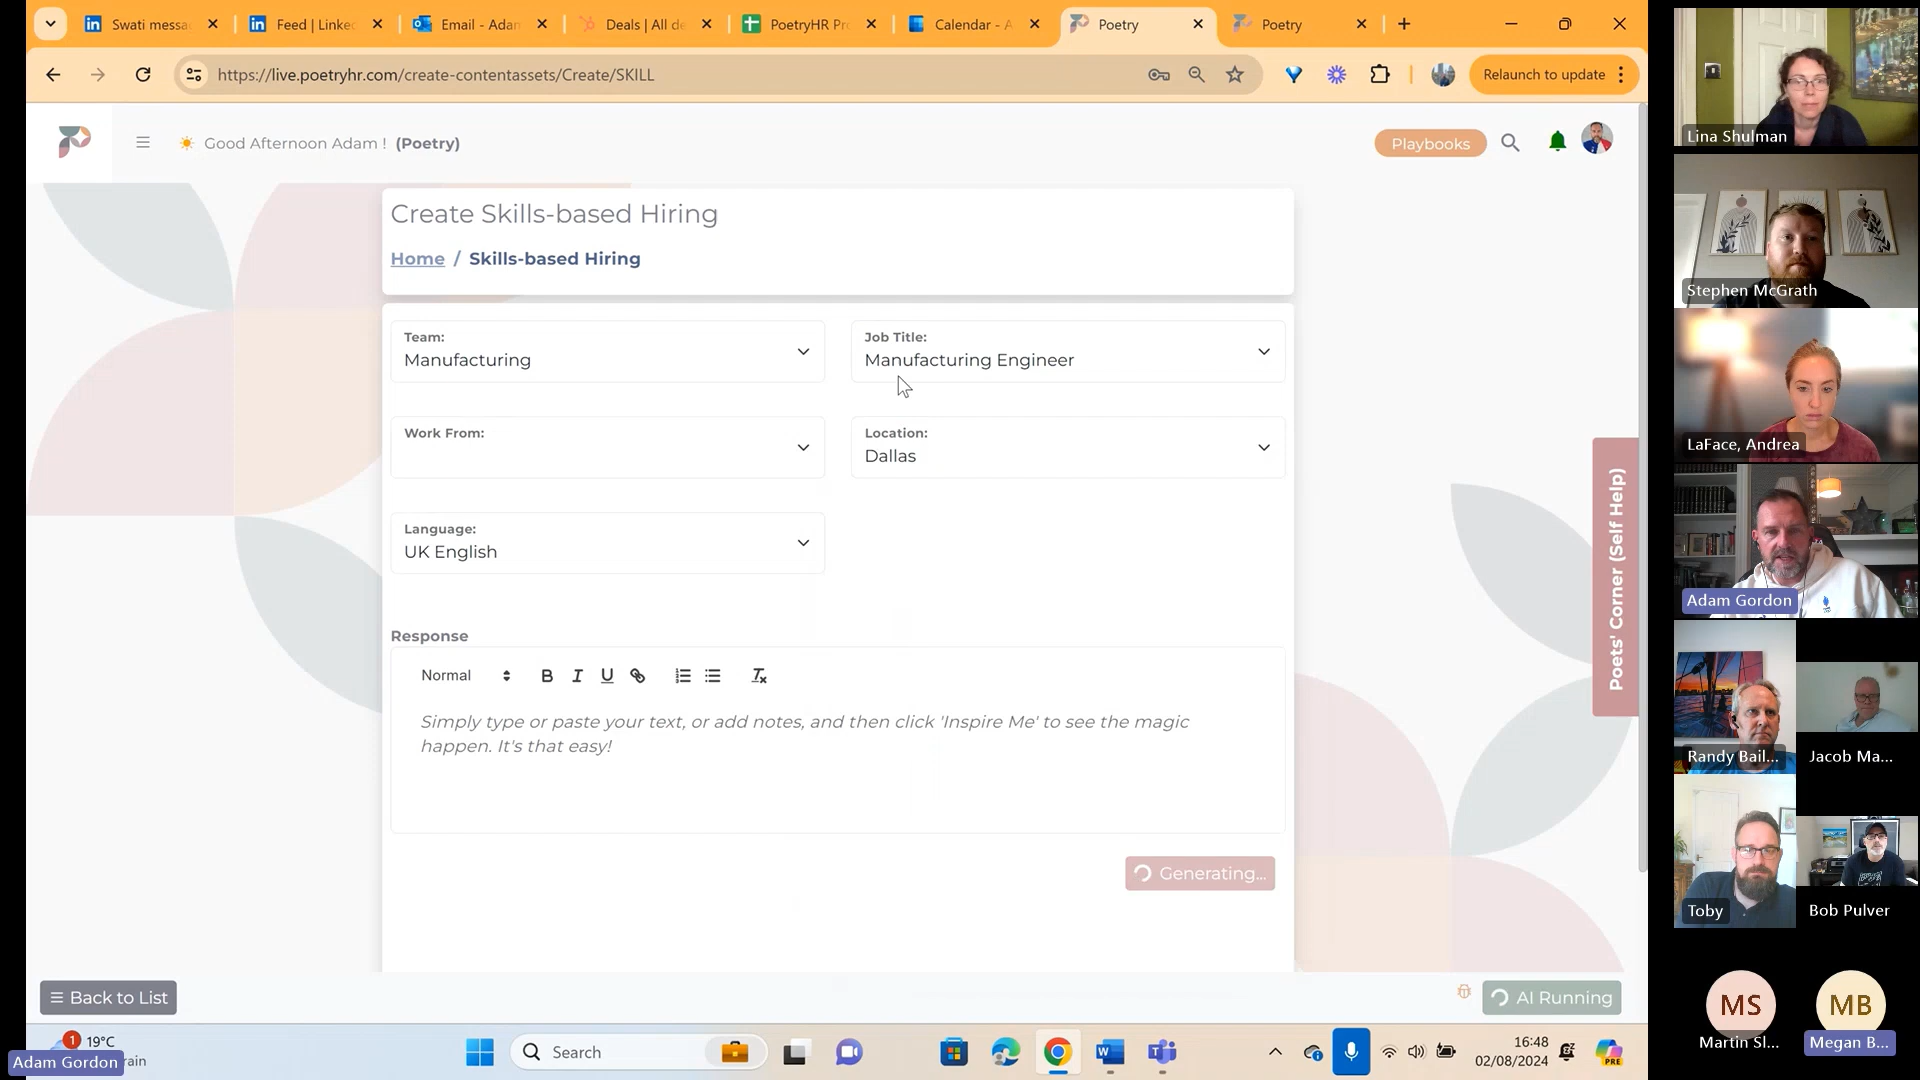 Swati messa
Feed | Linked
Email - Adam
Deals | All de
PoetryHR Pr
Calendar - A
Poetry
Poetry
https://live.poetryhr.com/create-contentassets/Create/SKILL
Relaunch to update
Good Afternoon Adam ! (Poetry)
Playbooks
Create Skills-based Hiring
Home / Skills-based Hiring
Team:
Manufacturing
Job Title:
Manufacturing Engineer
Work From:
Location:
Dallas
Language:
UK English
Response
Normal
Simply type or paste your text, or add notes, and then click 'Inspire Me' to see the magic
happen. It's that easy!
Generating...
Poets' Corner (Self Help)
Back to List
AI Running
1
19°C
rain
Adam Gordon
Search
PRE
16:48
02/08/2024
Lina Shulman
Stephen McGrath
LaFace, Andrea
Adam Gordon
Randy Bail...
Jacob Ma...
Toby
Bob Pulver
MS
Martin Sl...
MB
Megan B...